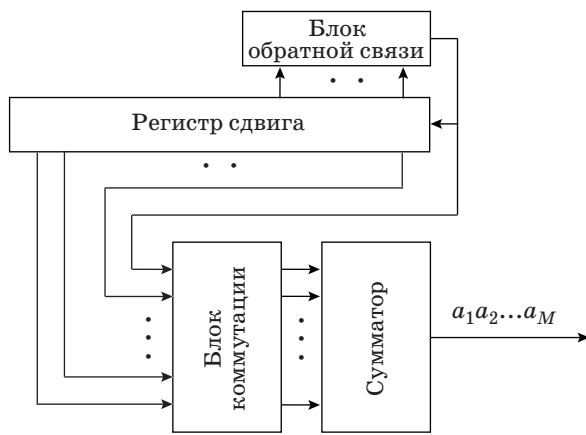 Блок
обратной связи
Регистр сдвига
Блок
коммутации
Сумматор
a₁a₂...a_M